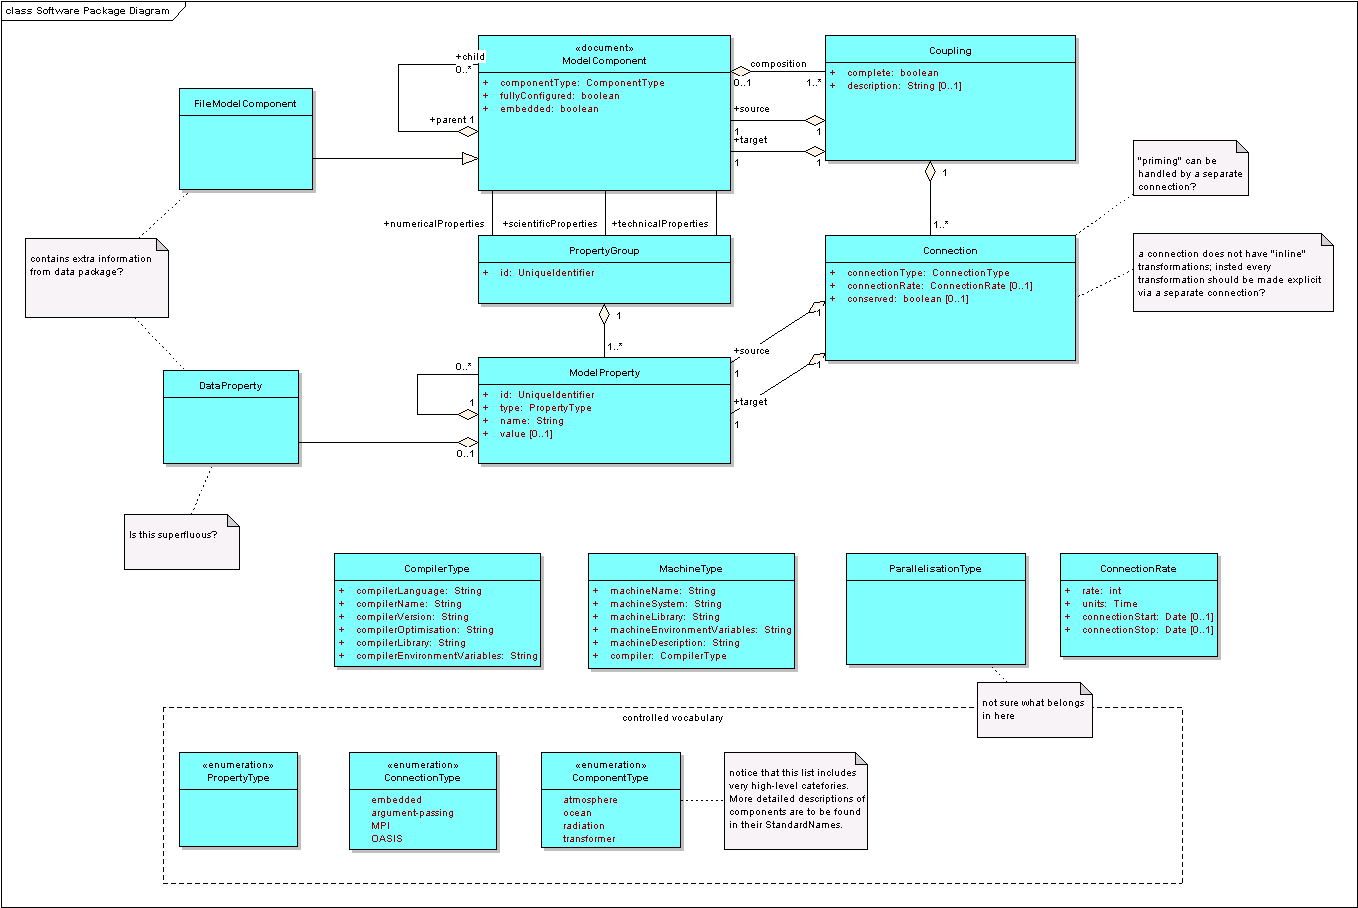 class Software Package Diagram
«document»
ModelComponent
+ componentType: ComponentType
+ fullyConfigured: boolean
+ embedded: boolean
+child
0..*
+parent 1
FileModelComponent
composition
0..1
1..*
+source
1
1
+target
1
1
Coupling
+ complete: boolean
+ description: String [0..1]
1
1..*
"priming" can be
handled by a separate
connection?
+numericalProperties
+scientificProperties
+technicalProperties
PropertyGroup
+ id: UniqueIdentifier
1
1..*
Connection
+ connectionType: ConnectionType
+ connectionRate: ConnectionRate [0..1]
+ conserved: boolean [0..1]
a connection does not have "inline"
transformations; insted every
transformation should be made explicit
via a separate connection?
contains extra information
from data package?
+source
1
1
+target
1
1
ModelProperty
+ id: UniqueIdentifier
+ type: PropertyType
+ name: String
+ value [0..1]
0..*
1
0..1
DataProperty
Is this superfluous?
CompilerType
+ compilerLanguage: String
+ compilerName: String
+ compilerVersion: String
+ compilerOptimisation: String
+ compilerLibrary: String
+ compilerEnvironmentVariables: String
MachineType
+ machineName: String
+ machineSystem: String
+ machineLibrary: String
+ machineEnvironmentVariables: String
+ machineDescription: String
+ compiler: CompilerType
ParallelisationType
ConnectionRate
+ rate: int
+ units: Time
+ connectionStart: Date [0..1]
+ connectionStop: Date [0..1]
not sure what belongs
in here
controlled vocabulary
«enumeration»
PropertyType
«enumeration»
ConnectionType
embedded
argument-passing
MPI
OASIS
«enumeration»
ComponentType
atmosphere
ocean
radiation
transformer
notice that this list includes
very high-level catefories.
More detailed descriptions of
components are to be found
in their StandardNames.